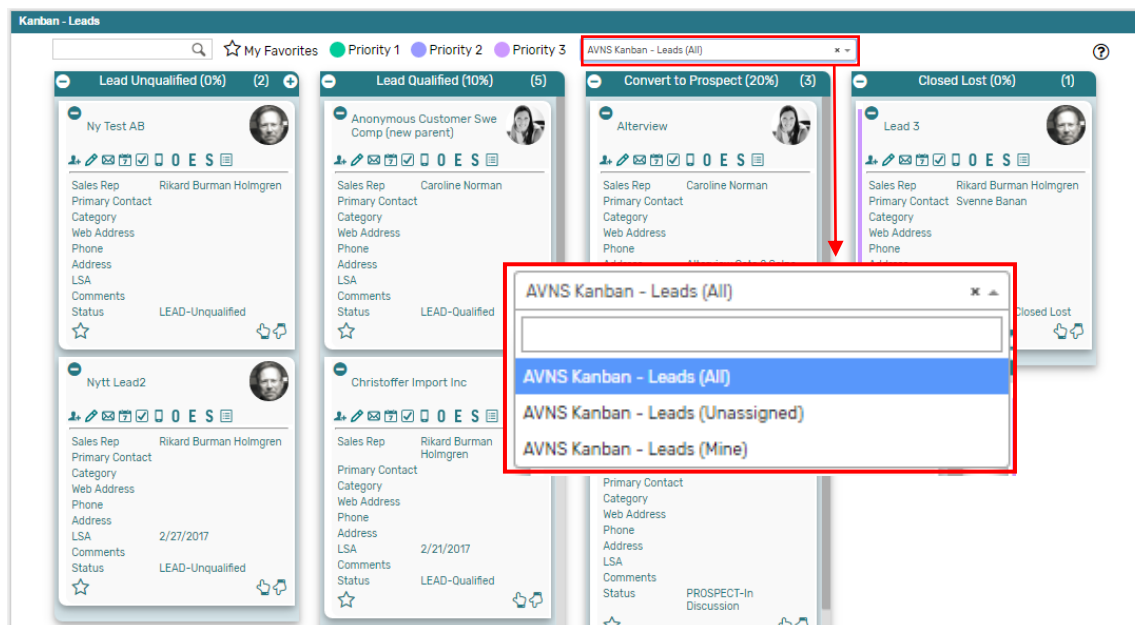 Kanban - Leads
My Favorites Priority 1 Priority 2 Priority 3 AVNS Kanban - Leads (All)
Lead Unqualified (0%) (2)
Ny Test AB
O E S
Sales Rep Rikard Burman Holmgren
Primary Contact
Category
Web Address
Phone
Address
LSA
Comments
Status LEAD-Unqualified
Nytt Lead2
O E S
Sales Rep Rikard Burman Holmgren
Primary Contact
Category
Web Address
Phone
Address
LSA 2/27/2017
Comments
Status LEAD-Unqualified
Lead Qualified (10%) (5)
Anonymous Customer Swe
Comp (new parent)
O E S
Sales Rep Caroline Norman
Primary Contact
Category
Web Address
Phone
Address
LSA
Comments
Status LEAD-Qualified
Christoffer Import Inc
O E S
Sales Rep Rikard Burman
Holmgren
Primary Contact
Category
Web Address
Phone
Address
LSA 2/21/2017
Comments
Status LEAD-Qualified
Convert to Prospect (20%) (3)
Alterview
O E S
Sales Rep Caroline Norman
Primary Contact
Category
Web Address
Phone
Primary Contact
Category
Web Address
Phone
Address
LSA
Comments
Status PROSPECT-In
Discussion
Closed Lost (0%) (1)
Lead 3
O E S
Sales Rep Rikard Burman Holmgren
Primary Contact Svenne Banan
Category
Web Address
Phone
Closed Lost
AVNS Kanban - Leads (All)
AVNS Kanban - Leads (All)
AVNS Kanban - Leads (Unassigned)
AVNS Kanban - Leads (Mine)